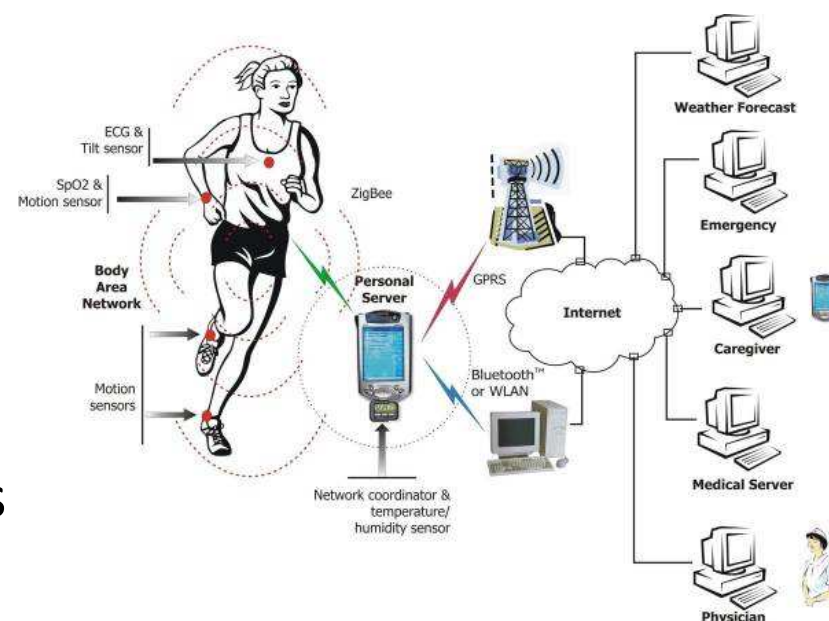 ECG &
Tilt sensor
SpO2 &
Motion sensor
ZigBee
Body
Area
Network
Motion
sensors
Personal
Server
GPRS
Bluetooth™
or WLAN
Network coordinator &
temperature/
humidity sensor
Internet
Weather Forecast
Emergency
Caregiver
Medical Server
Physician
s